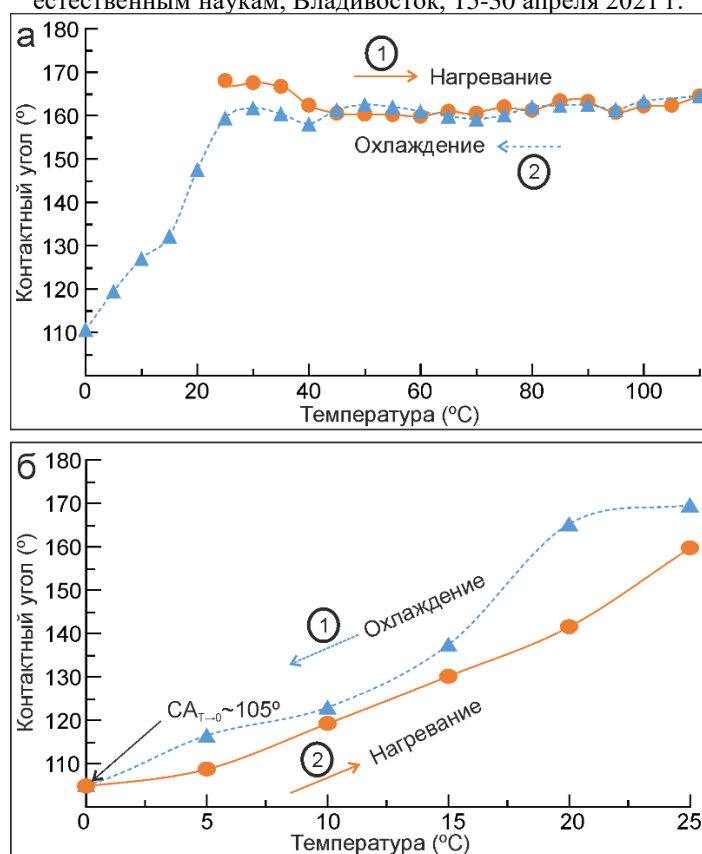 естественным наукам, Владивосток, 15-30 апреля 2021 г.
а
180
170
160
150
140
130
120
110
Контактный угол (º)
1
Нагревание
Охлаждение
2
0
20
40
60
80
100
Температура (ºC)
б
180
170
160
150
140
130
120
110
Контактный угол (º)
1
Охлаждение
CA T→0~105º
2
Нагревание
0
5
10
15
20
25
Температура (ºC)